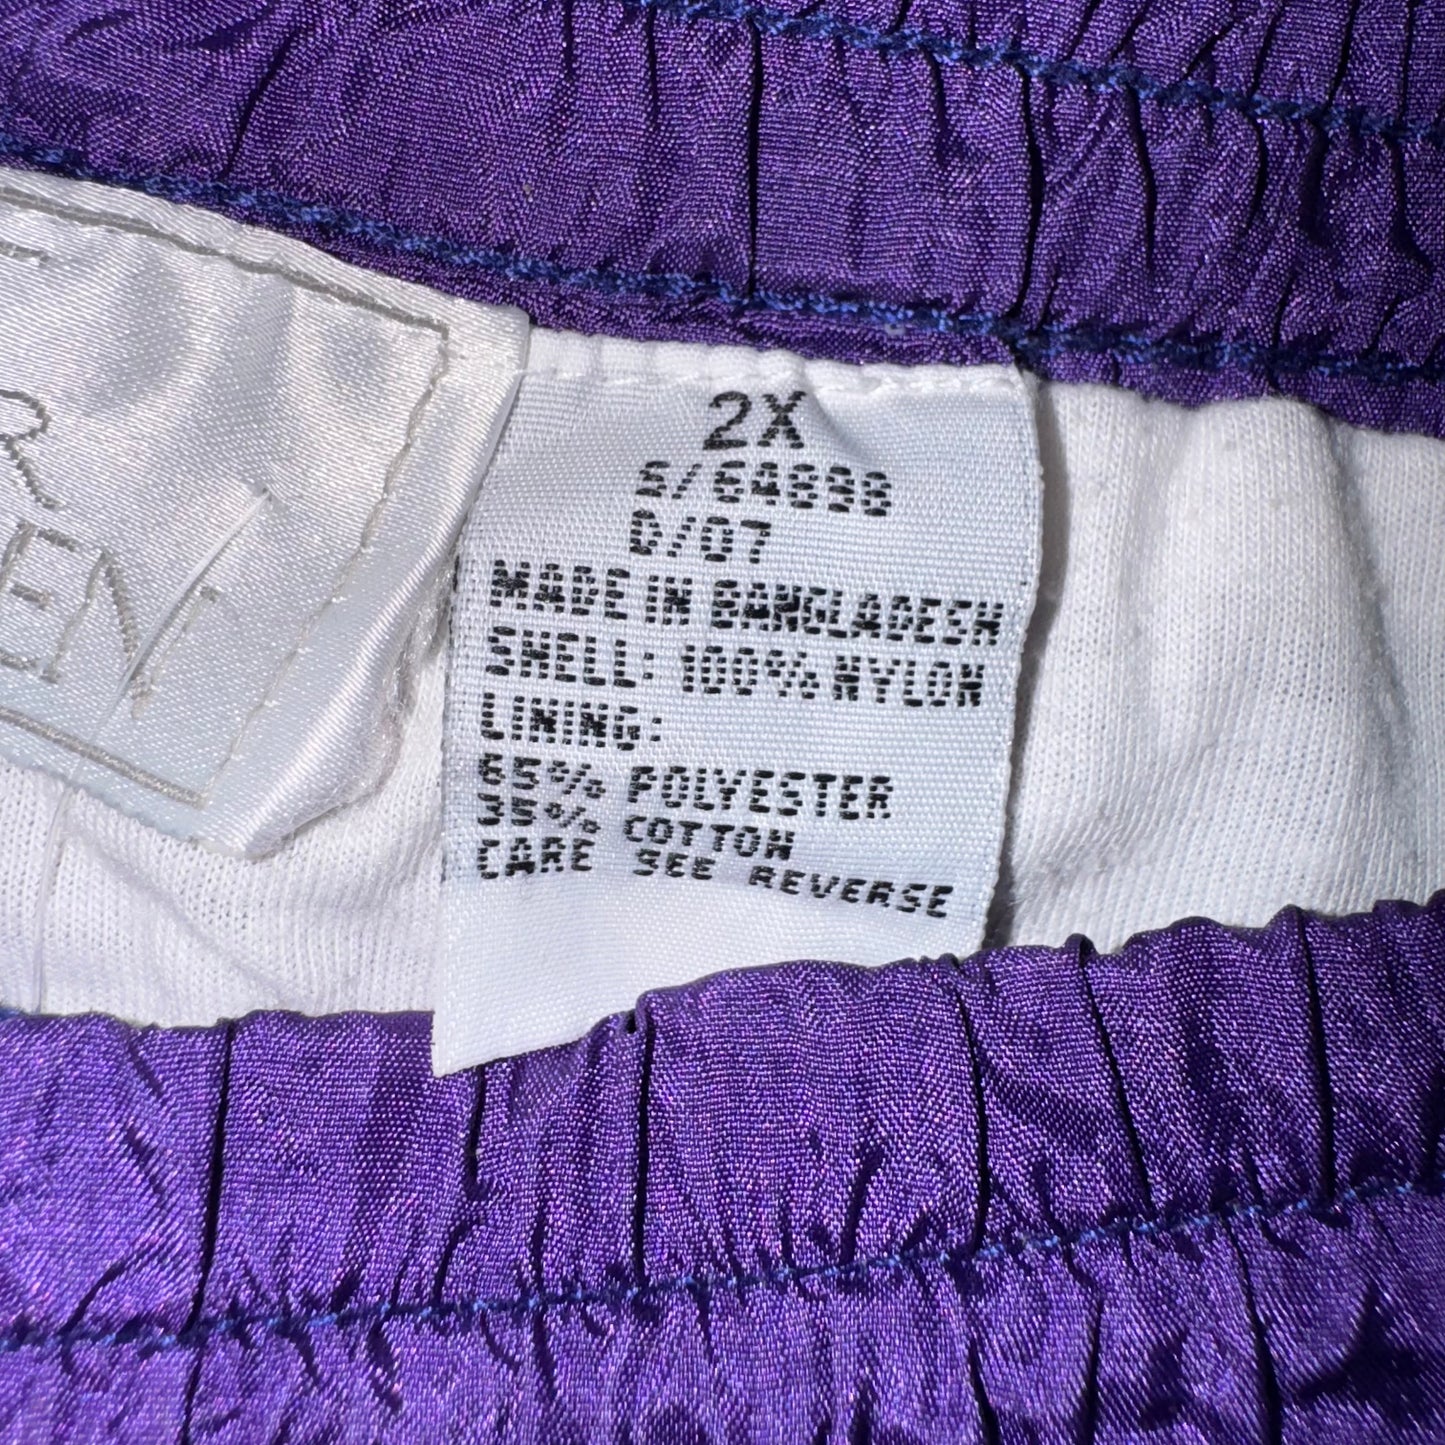 2X
S/64898
D/07
MADE IN BANGLADESH
SHELL: 100% NYLON
LINING:
65% POLYESTER
35% COTTON
CARE SEE REVERSE